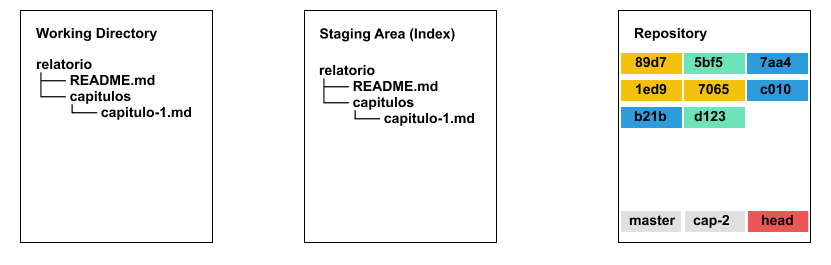 Working Directory
relatorio
README.md
capitulos
capitulo-1.md
Staging Area (Index)
relatorio
README.md
capitulos
capitulo-1.md
Repository
89d7 5bf5 7aa4
1ed9 7065 c010
b21b d123
master cap-2 head